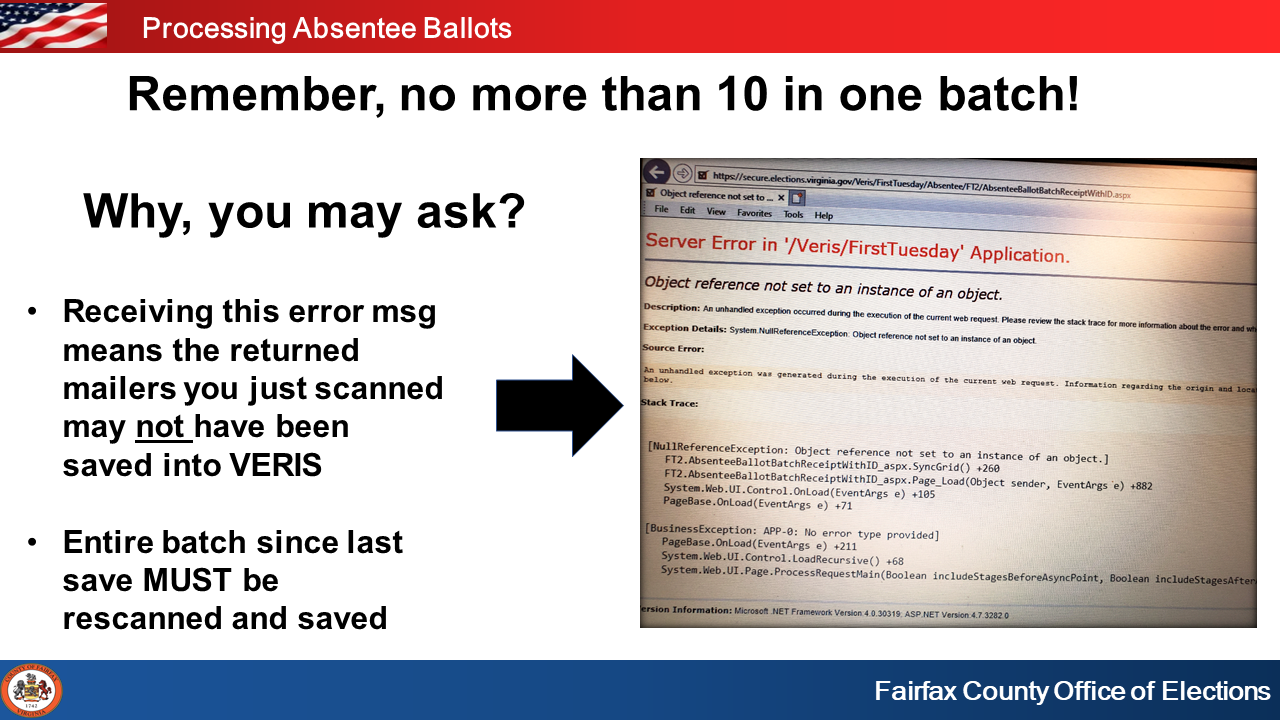 Processing Absentee Ballots
Remember, no more than 10 in one batch!
Why, you may ask?
• Receiving this error msg
means the returned
mailers you just scanned
may not have been
saved into VERIS
• Entire batch since last
save MUST be
rescanned and saved
https://secure.elections.virginia.gov/Veris/FirstTuesday/Absentee/FT2/AbsenteeBallotBatchReceiptWithID.aspx
Object reference not set to ...
File Edit View Favorites Tools Help
Server Error in '/Veris/FirstTuesday' Application.
Object reference not set to an instance of an object.
Description: An unhandled exception occurred during the execution of the current web request. Please review the stack trace for more information about the error and
Exception Details: System.NullReferenceException: Object reference not set to an instance of an object.
Source Error:
An unhandled exception was generated during the execution of the current web request. Information regarding the origin and
below.
Stack Trace:
[NullReferenceException: Object reference not set to an instance of an object.]
FT2.AbsenteeBallotBatchReceiptWithID_aspx.SyncGrid() +260
FT2.AbsenteeBallotBatchReceiptWithID_aspx.Page_Load(Object sender, EventArgs e) +882
System.Web.UI.Control.OnLoad(EventArgs e) +105
PageBase.OnLoad(EventArgs e) +71
[BusinessException: APP-0: No error type provided]
PageBase.OnLoad(EventArgs e) +211
System.Web.UI.Control.LoadRecursive() +68
System.Web.UI.Page.ProcessRequestMain(Boolean includeStagesBeforeAsyncPoint, Boolean includeStagesAfter
ersion Information: Microsoft .NET Framework Version:4.0.30319; ASP.NET Version:4.7.3282.0
COUNTY OF FAIRFAX
1742
VIRGINIA
Fairfax County Office of Elections